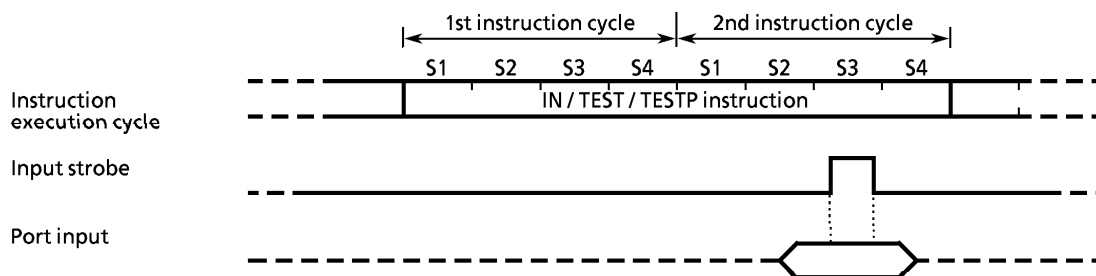 1st instruction cycle 2nd instruction cycle
S1 S2 S3 S4 S1 S2 S3 S4
Instruction
execution cycle
IN / TEST / TESTP instruction
Input strobe
Port input